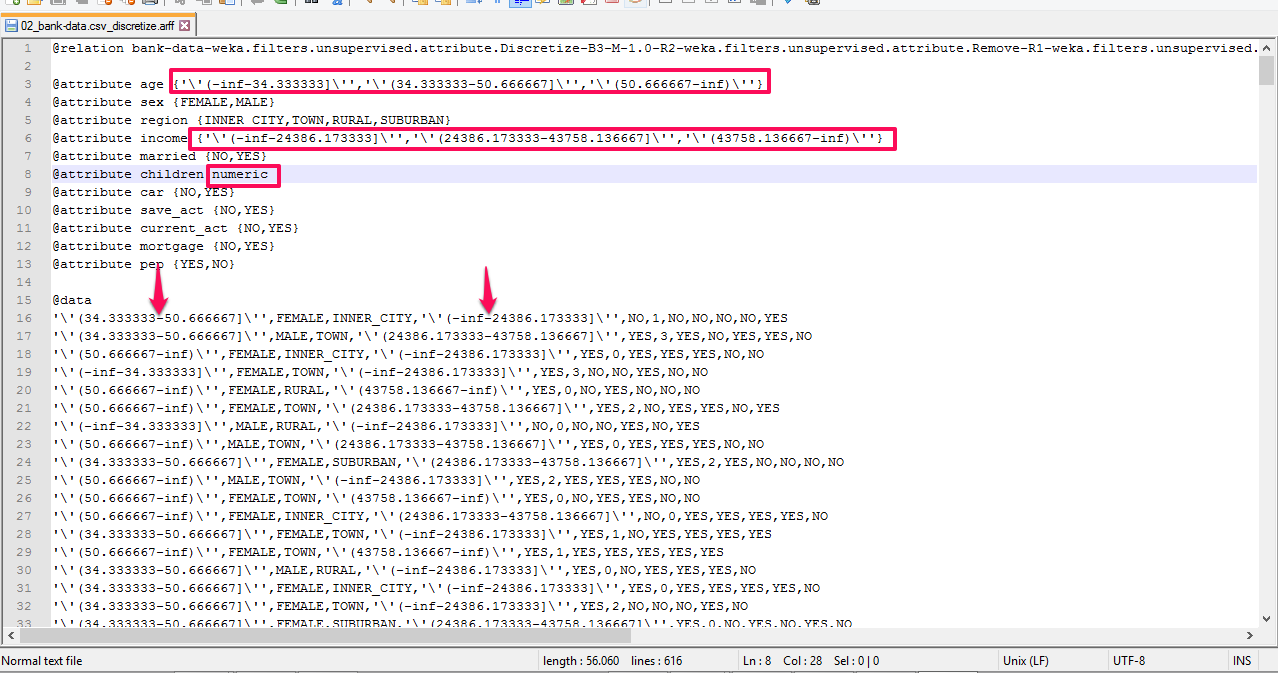 02_bank-data.csv_discretize.arff
1 @relation bank-data-weka.filters.unsupervised.attribute.Discretize-B3-M-1.0-R2-weka.filters.unsupervised.attribute.Remove-R1-weka.filters.unsupervised.
2
3 @attribute age {'\'(-inf-34.333333]\'','\'(34.333333-50.666667]\'','\'(50.666667-inf)\''}
4 @attribute sex {FEMALE,MALE}
5 @attribute region {INNER_CITY,TOWN,RURAL,SUBURBAN}
6 @attribute income {'\'(-inf-24386.173333]\'','\'(24386.173333-43758.136667]\'','\'(43758.136667-inf)\''}
7 @attribute married {NO,YES}
8 @attribute children numeric
9 @attribute car {NO,YES}
10 @attribute save_act {NO,YES}
11 @attribute current_act {NO,YES}
12 @attribute mortgage {NO,YES}
13 @attribute pep {YES,NO}
14
15 @data
16 '\'(34.333333-50.666667]\'',FEMALE,INNER_CITY,'\'(-inf-24386.173333]\'',NO,1,NO,NO,NO,NO,YES
17 '\'(34.333333-50.666667]\'',MALE,TOWN,'\'(24386.173333-43758.136667]\'',YES,3,YES,NO,YES,YES,NO
18 '\'(50.666667-inf)\'',FEMALE,INNER_CITY,'\'(-inf-24386.173333]\'',YES,0,YES,YES,YES,NO,NO
19 '\'(-inf-34.333333]\'',FEMALE,TOWN,'\'(-inf-24386.173333]\'',YES,3,NO,NO,YES,NO,NO
20 '\'(50.666667-inf)\'',FEMALE,RURAL,'\'(43758.136667-inf)\'',YES,0,NO,YES,NO,NO,NO
21 '\'(50.666667-inf)\'',FEMALE,TOWN,'\'(24386.173333-43758.136667]\'',YES,2,NO,YES,YES,NO,YES
22 '\'(-inf-34.333333]\'',MALE,RURAL,'\'(-inf-24386.173333]\'',NO,0,NO,NO,YES,NO,YES
23 '\'(50.666667-inf)\'',MALE,TOWN,'\'(24386.173333-43758.136667]\'',YES,0,YES,YES,YES,NO,NO
24 '\'(34.333333-50.666667]\'',FEMALE,SUBURBAN,'\'(24386.173333-43758.136667]\'',YES,2,YES,NO,NO,NO,NO
25 '\'(50.666667-inf)\'',MALE,TOWN,'\'(-inf-24386.173333]\'',YES,2,YES,YES,YES,NO,NO
26 '\'(50.666667-inf)\'',FEMALE,TOWN,'\'(43758.136667-inf)\'',YES,0,NO,YES,YES,NO,NO
27 '\'(50.666667-inf)\'',FEMALE,INNER_CITY,'\'(24386.173333-43758.136667]\'',NO,0,YES,YES,YES,YES,NO
28 '\'(34.333333-50.666667]\'',FEMALE,TOWN,'\'(-inf-24386.173333]\'',YES,1,NO,YES,YES,YES,YES
29 '\'(50.666667-inf)\'',FEMALE,TOWN,'\'(43758.136667-inf)\'',YES,1,YES,YES,YES,YES,YES
30 '\'(34.333333-50.666667]\'',MALE,RURAL,'\'(-inf-24386.173333]\'',YES,0,NO,YES,YES,YES,NO
31 '\'(34.333333-50.666667]\'',FEMALE,INNER_CITY,'\'(-inf-24386.173333]\'',YES,0,YES,YES,YES,YES,NO
32 '\'(34.333333-50.666667]\'',FEMALE,TOWN,'\'(-inf-24386.173333]\'',YES,2,NO,NO,NO,YES,NO
33 '\'(34.333333-50.666667]\'',FEMALE,SUBURBAN,'\'(24386.173333-43758.136667]\'',YES,0,NO,YES,NO,YES,NO
Normal text file length : 56.060 lines : 616 Ln : 8 Col : 28 Sel : 0 | 0 Unix (LF) UTF-8 INS